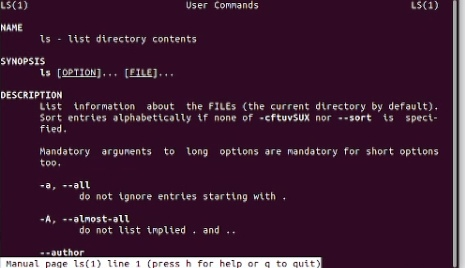 LS(1) User Commands LS(1)
NAME
ls - list directory contents
SYNOPSIS
ls [OPTION]... [FILE]...
DESCRIPTION
List information about the FILEs (the current directory by default).
Sort entries alphabetically if none of -cftuvSUX nor --sort is speci-
fied.
Mandatory arguments to long options are mandatory for short options
too.
-a, --all
do not ignore entries starting with .
-A, --almost-all
do not list implied . and ..
--author
Manual page ls(1) line 1 (press h for help or q to quit)